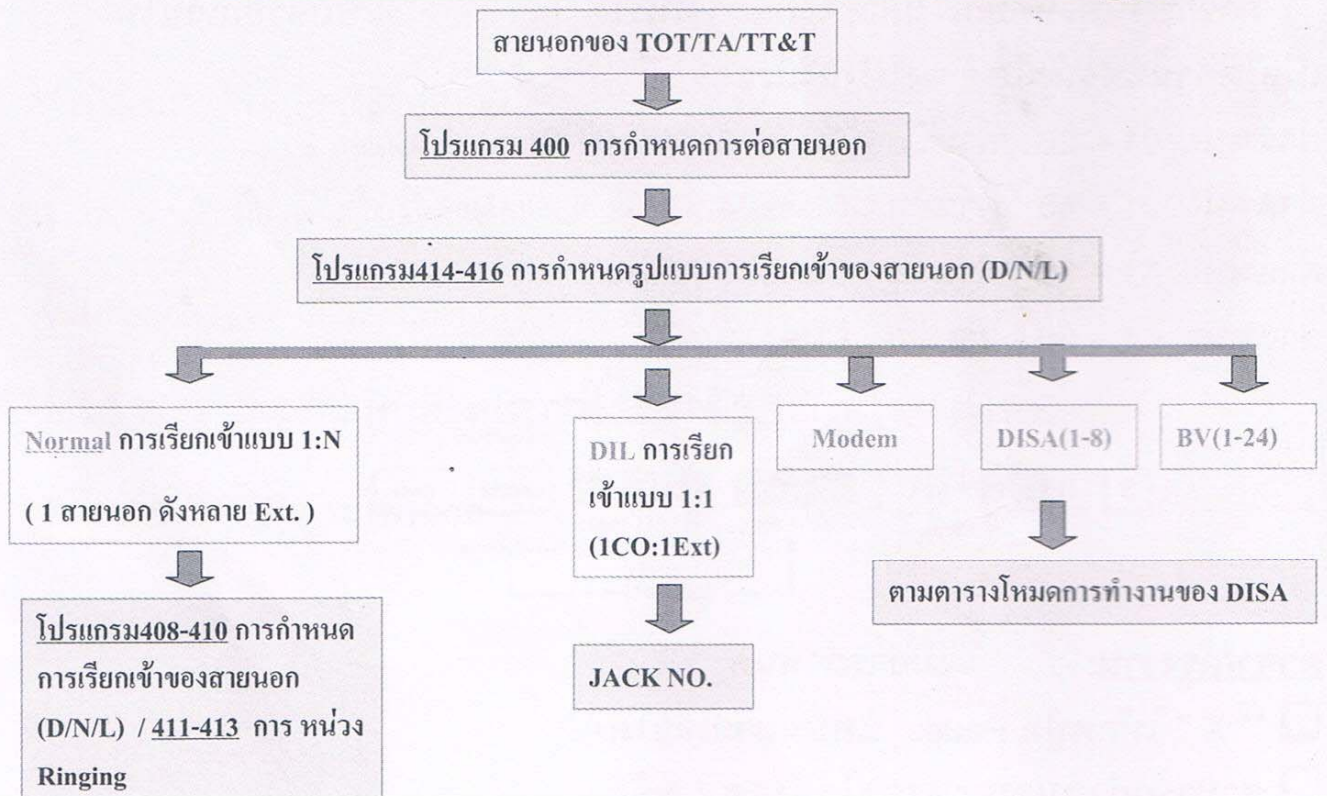 สายนอกของ TOT/TA/TT&T
โปรแกรม 400 การกำหนดการต่อสายนอก
โปรแกรม414-416 การกำหนดรูปแบบการเรียกเข้าของสายนอก (D/N/L)
Normal การเรียกเข้าแบบ 1:N
( 1 สายนอก ดังหลาย Ext. )
DIL การเรียก
เข้าแบบ 1:1
(1CO:1Ext)
Modem
DISA(1-8)
BV(1-24)
โปรแกรม408-410 การกำหนด
การเรียกเข้าของสายนอก
(D/N/L) / 411-413 การ หน่วง
Ringing
JACK NO.
ตามตารางโหมดการทำงานของ DISA